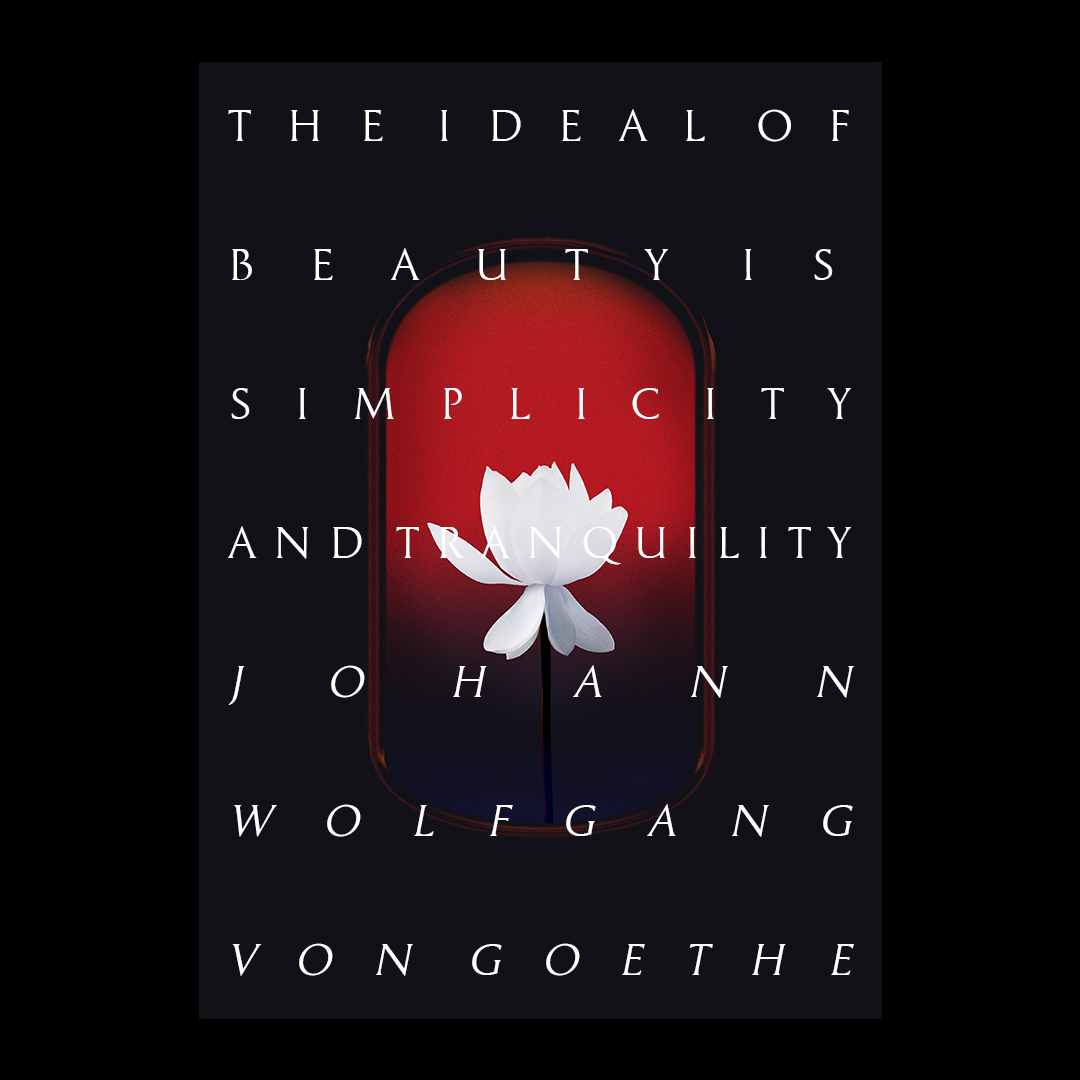 THE IDEAL OF
BEAUTY IS
SIMPLICITY
AND TRANQUILITY
JOHANN
WOLFGANG
VON GOETHE